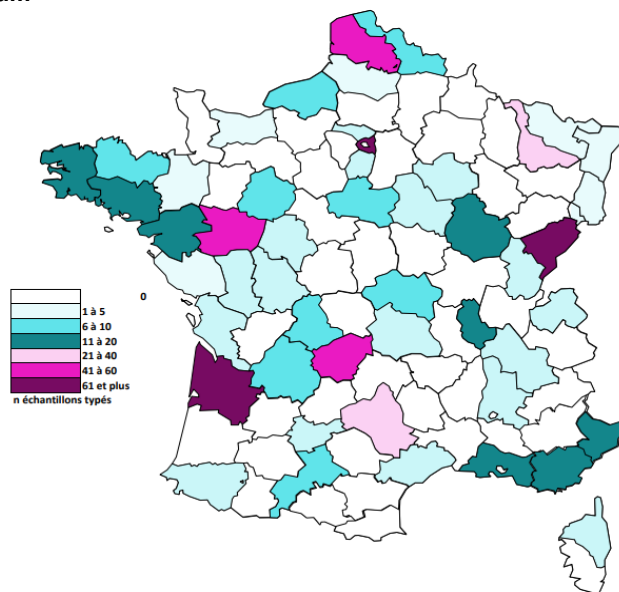 0
1 à 5
6 à 10
11 à 20
21 à 40
41 à 60
61 et plus
n échantillons typés